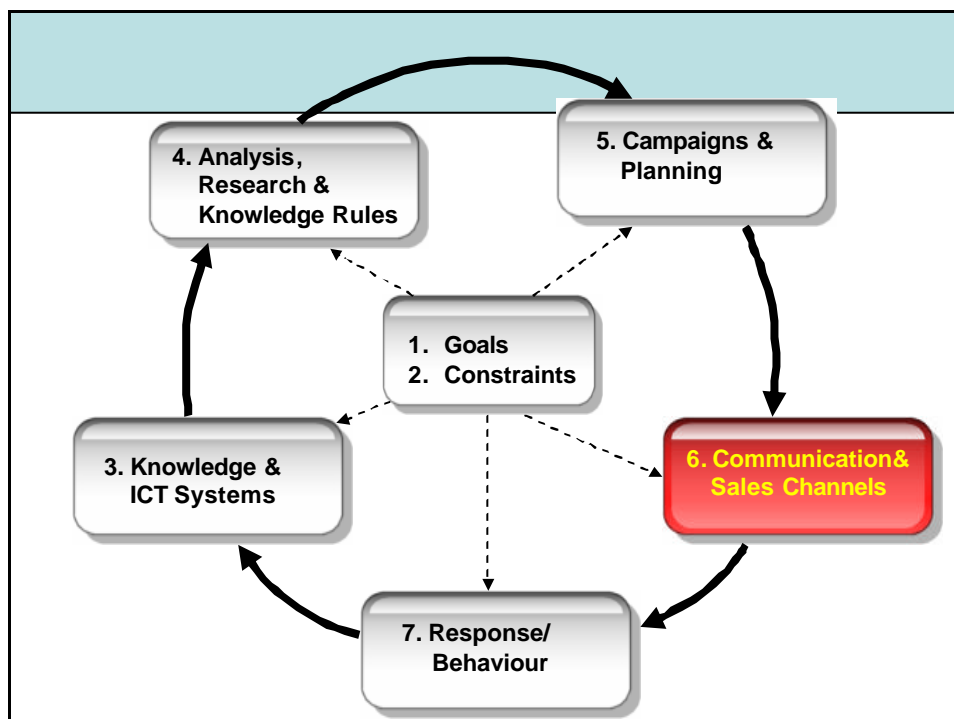 4. Analysis,
Research &
Knowledge Rules
5. Campaigns &
Planning
1. Goals
2. Constraints
3. Knowledge &
ICT Systems
6. Communication&
Sales Channels
7. Response/
Behaviour